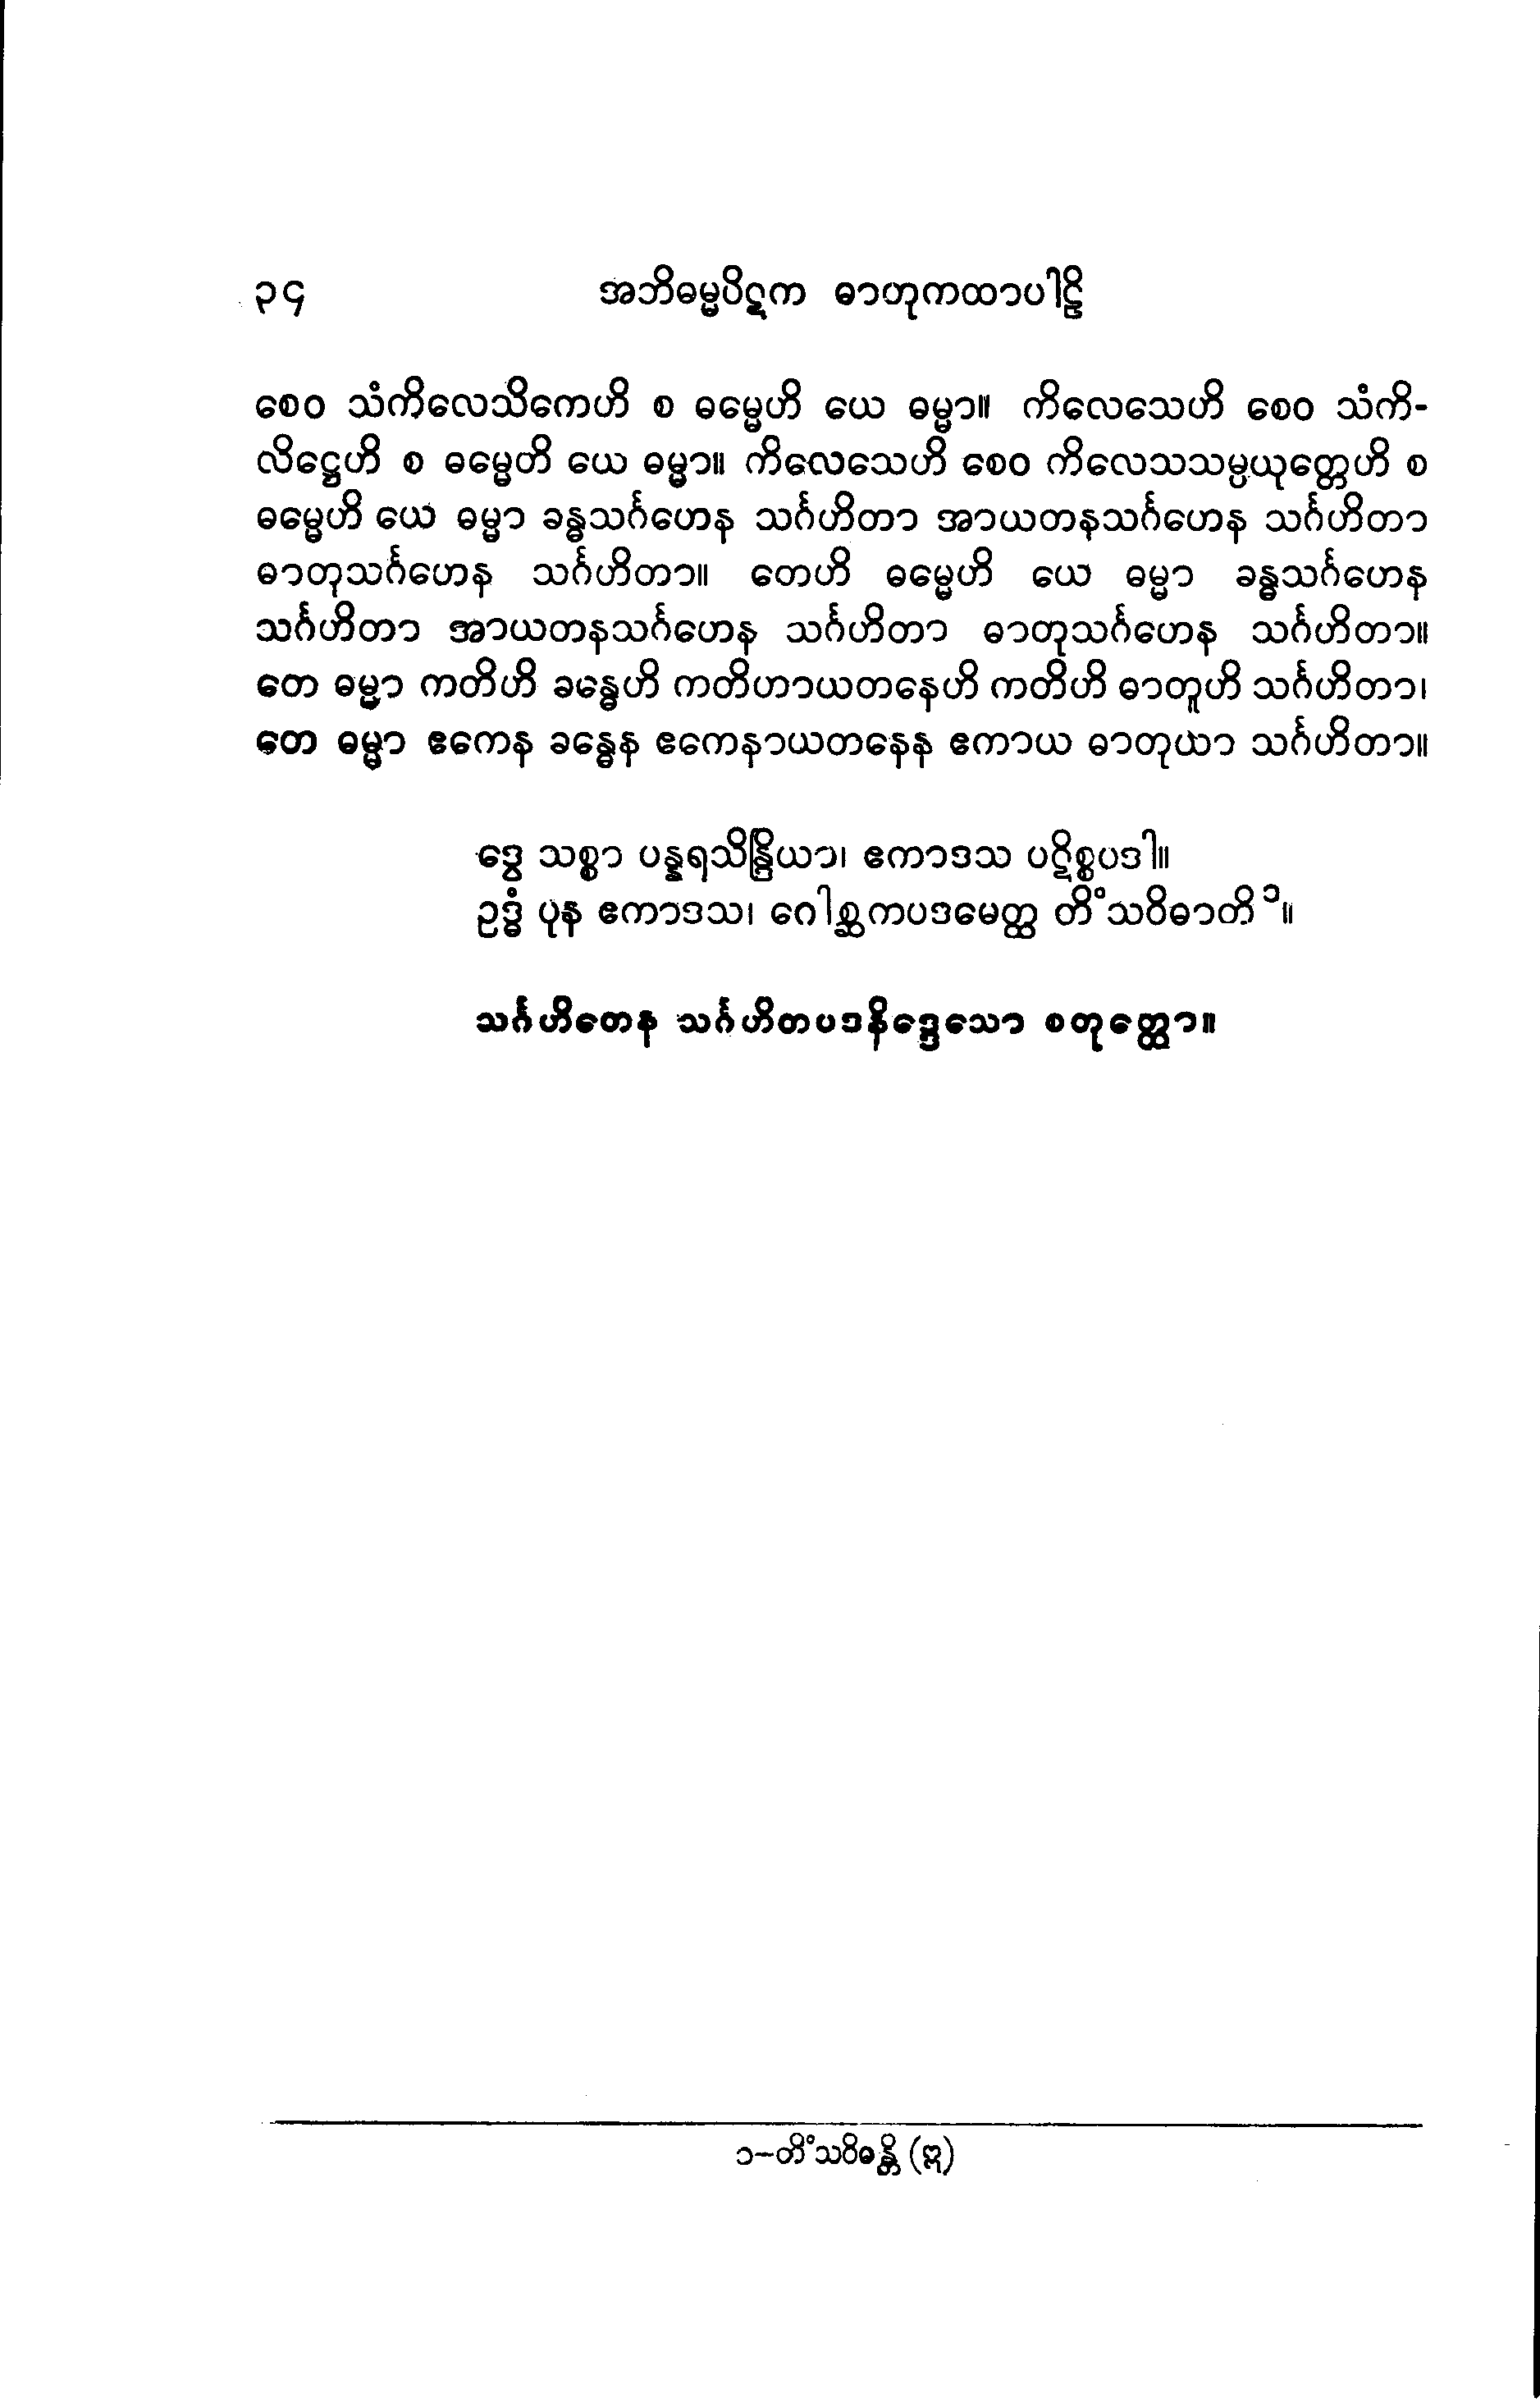 ၃၄ အဘိဓမ္မပိဋက ဓာတုကထာပါဠိ
စေဝ သံကိလေသိကေဟိ စ ဓမ္မေဟိ ယေ ဓမ္မာ။ ကိလေသေဟိ စေဝ သံကိ-
လိဋ္ဌေဟိ စ ဓမ္မေတိ ယေ ဓမ္မာ။ ကိလေသေဟိ စေဝ ကိလေသသမ္ပယုတ္တေဟိ စ
ဓမ္မေဟိ ယေ ဓမ္မာ ခန္ဓသင်္ဂဟေန သင်္ဂဟိတာ အာယတနသင်္ဂဟေန သင်္ဂဟိတာ
ဓာတုသင်္ဂဟေန သင်္ဂဟိတာ။ တေဟိ ဓမ္မေဟိ ယေ ဓမ္မာ ခန္ဓသင်္ဂဟေန
သင်္ဂဟိတာ အာယတနသင်္ဂဟေန သင်္ဂဟိတာ ဓာတုသင်္ဂဟေန သင်္ဂဟိတာ။
တေ ဓမ္မာ ကတိဟိ ခန္ဓေဟိ ကတိဟာယတနေဟိ ကတိဟိ ဓာတူဟိ သင်္ဂဟိတာ၊
တေ ဓမ္မာ ဧကေန ခန္ဓေန ဧကေနာယတနေန ဧကာယ ဓာတုယာ သင်္ဂဟိတာ။
ဒွေ သစ္စာ ပန္နရသိန္ဒြိယာ၊ ဧကာဒသ ပဋိစ္စပဒါ။
ဥဒ္ဓံ ပုန ဧကာဒသ၊ ဂေါစ္ဆကပဒမေတ္ထ တိံသဝိဓာတိ ၁။
သင်္ဂဟိတေန သင်္ဂဟိတပဒနိဒ္ဒေသော စတုတ္ထော။
၁–တိံသဝိဓန္တိ (ဣ)